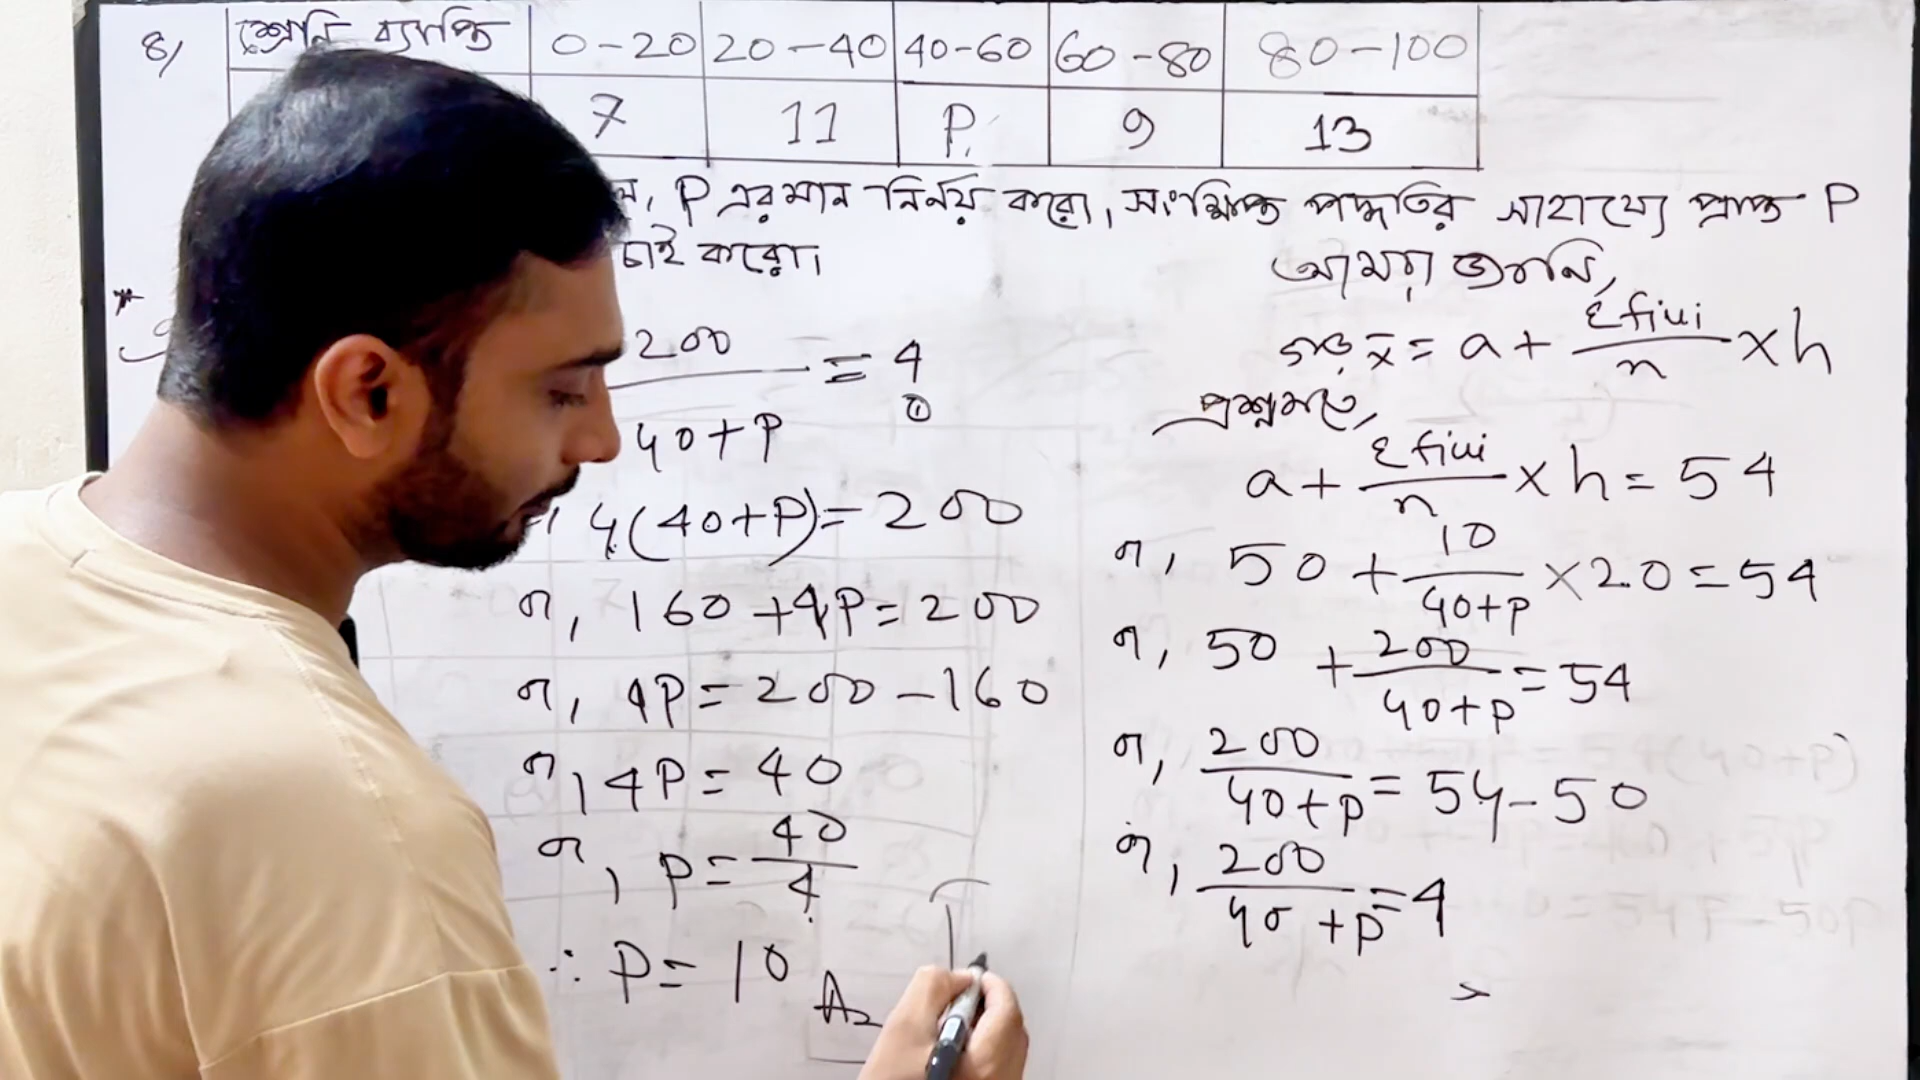 8) শ্রেনি ব্যাপ্তি 0-20 20-40 40-60 60-80 80-100
7 11 P 9 13
P এর মান নির্নয় করো, সংক্ষিপ্ত পদ্ধতির সাহায্যে প্রাপ্ত P
চাই করো।
200 / 40+P = 4
4(40+P)=200
বা, 160+4P=200
বা, 4P=200-160
বা, 4P=40
বা, P=40/4
∴ P=10 Ans
আমরা জানি,
গড় x̄ = a + Σfiui/n × h
প্রশ্নমতে,
a + Σfiui/n × h = 54
বা, 50 + 10/40+P × 20 = 54
বা, 50 + 200/40+P = 54
বা, 200/40+P = 54-50
বা, 200/40+P = 4